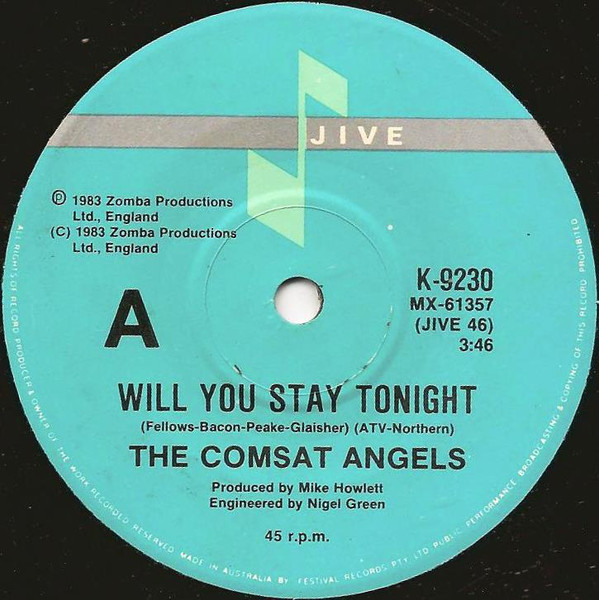 JIVE
℗ 1983 Zomba Productions
Ltd., England
(C) 1983 Zomba Productions
Ltd., England
A
K-9230
MX-61357
(JIVE 46)
3:46
WILL YOU STAY TONIGHT
(Fellows-Bacon-Peake-Glaisher) (ATV-Northern)
THE COMSAT ANGELS
Produced by Mike Howlett
Engineered by Nigel Green
45 r.p.m.
ALL RIGHTS OF RECORD PRODUCER & OWNER OF THE WORK RECORDED RESERVED. MADE IN AUSTRALIA BY FESTIVAL RECORDS PTY. LTD. PUBLIC PERFORMANCE, BROADCASTING & COPYING OF THIS RECORD PROHIBITED